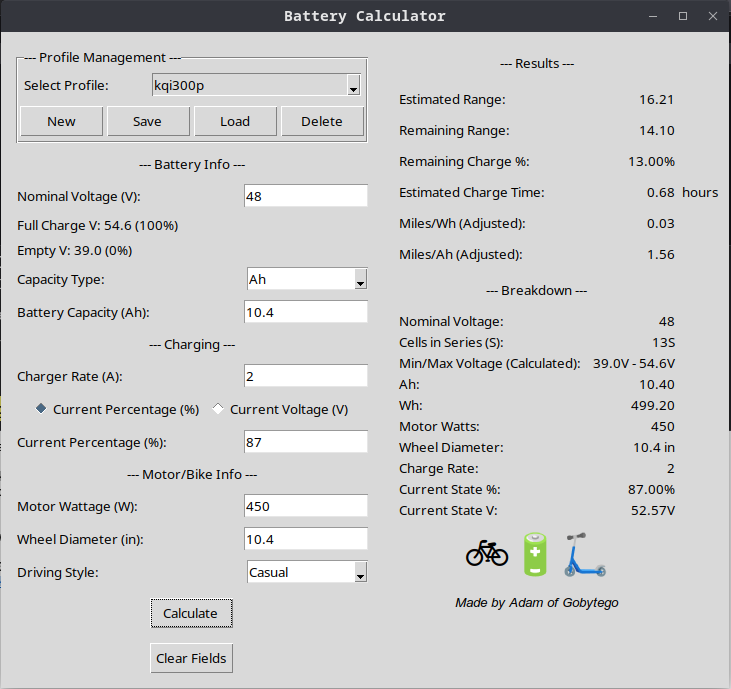 Battery Calculator
--- Profile Management ---
Select Profile: kqi300p
New Save Load Delete
--- Battery Info ---
Nominal Voltage (V): 48
Full Charge V: 54.6 (100%)
Empty V: 39.0 (0%)
Capacity Type: Ah
Battery Capacity (Ah): 10.4
--- Charging ---
Charger Rate (A): 2
Current Percentage (%) Current Voltage (V)
Current Percentage (%): 87
--- Motor/Bike Info ---
Motor Wattage (W): 450
Wheel Diameter (in): 10.4
Driving Style: Casual
Calculate
Clear Fields
--- Results ---
Estimated Range: 16.21
Remaining Range: 14.10
Remaining Charge %: 13.00%
Estimated Charge Time: 0.68 hours
Miles/Wh (Adjusted): 0.03
Miles/Ah (Adjusted): 1.56
--- Breakdown ---
Nominal Voltage: 48
Cells in Series (S): 13S
Min/Max Voltage (Calculated): 39.0V - 54.6V
Ah: 10.40
Wh: 499.20
Motor Watts: 450
Wheel Diameter: 10.4 in
Charge Rate: 2
Current State %: 87.00%
Current State V: 52.57V
Made by Adam of Gobytego